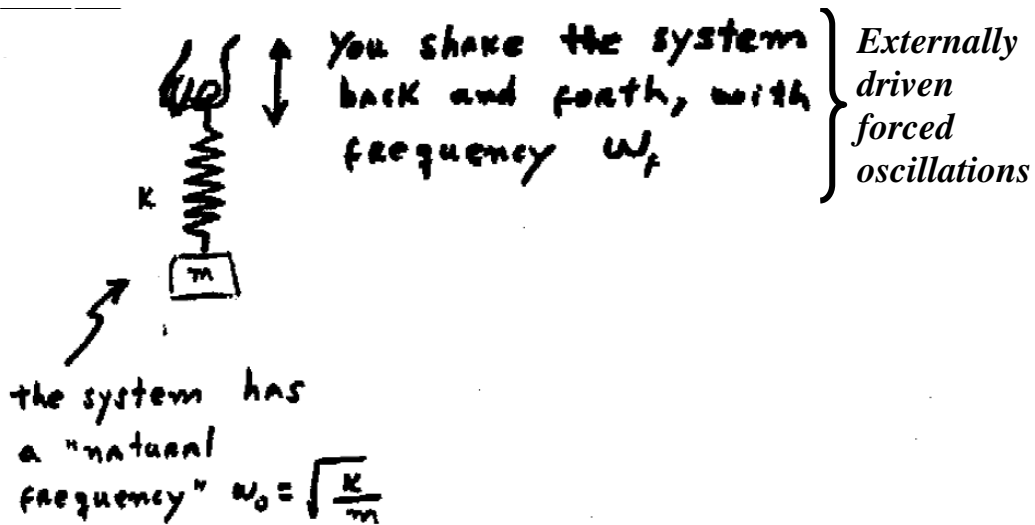 You shake the system
back and forth, with
frequency ω_f
Externally
driven
forced
oscillations
K
m
the system has
a "natural
frequency" ω₀ = √(K/m)